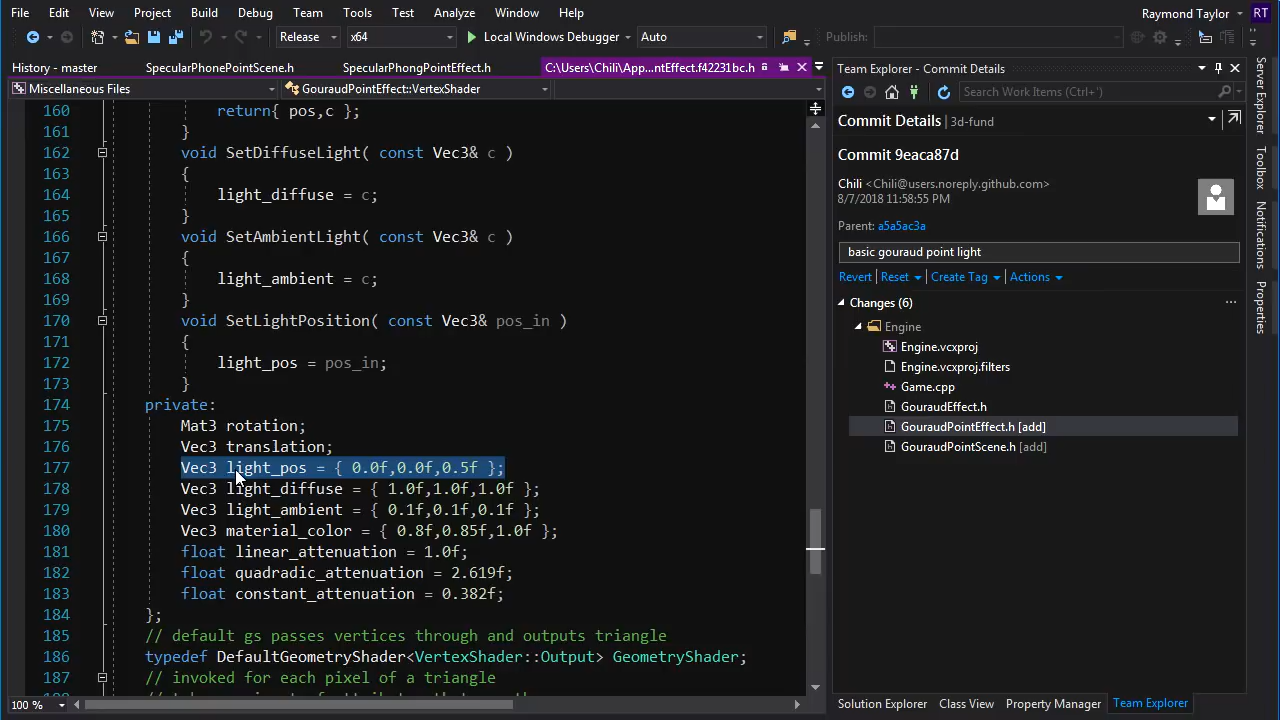 File Edit View Project Build Debug Team Tools Test Analyze Window Help Raymond Taylor RT
Release x64 Local Windows Debugger Auto Publish:
History - master SpecularPhonePointScene.h SpecularPhongPointEffect.h C:\Users\Chili\App...ntEffect.f42231bc.h
Miscellaneous Files GouraudPointEffect::VertexShader
160 return{ pos,c };
161 }
162 void SetDiffuseLight( const Vec3& c )
163 {
164 light_diffuse = c;
165 }
166 void SetAmbientLight( const Vec3& c )
167 {
168 light_ambient = c;
169 }
170 void SetLightPosition( const Vec3& pos_in )
171 {
172 light_pos = pos_in;
173 }
174 private:
175 Mat3 rotation;
176 Vec3 translation;
177 Vec3 light_pos = { 0.0f,0.0f,0.5f };
178 Vec3 light_diffuse = { 1.0f,1.0f,1.0f };
179 Vec3 light_ambient = { 0.1f,0.1f,0.1f };
180 Vec3 material_color = { 0.8f,0.85f,1.0f };
181 float linear_attenuation = 1.0f;
182 float quadradic_attenuation = 2.619f;
183 float constant_attenuation = 0.382f;
184 };
185 // default gs passes vertices through and outputs triangle
186 typedef DefaultGeometryShader<VertexShader::Output> GeometryShader;
187 // invoked for each pixel of a triangle
100 %
Team Explorer - Commit Details
Search Work Items (Ctrl+')
Commit Details | 3d-fund
Commit 9eaca87d
Chili <Chili@users.noreply.github.com>
8/7/2018 11:58:55 PM
Parent: a5a5ac3a
basic gouraud point light
Revert Reset Create Tag Actions
Changes (6) ...
Engine
Engine.vcxproj
Engine.vcxproj.filters
Game.cpp
GouraudEffect.h
GouraudPointEffect.h [add]
GouraudPointScene.h [add]
Solution Explorer Class View Property Manager Team Explorer
Server Explorer
Toolbox
Notifications
Properties